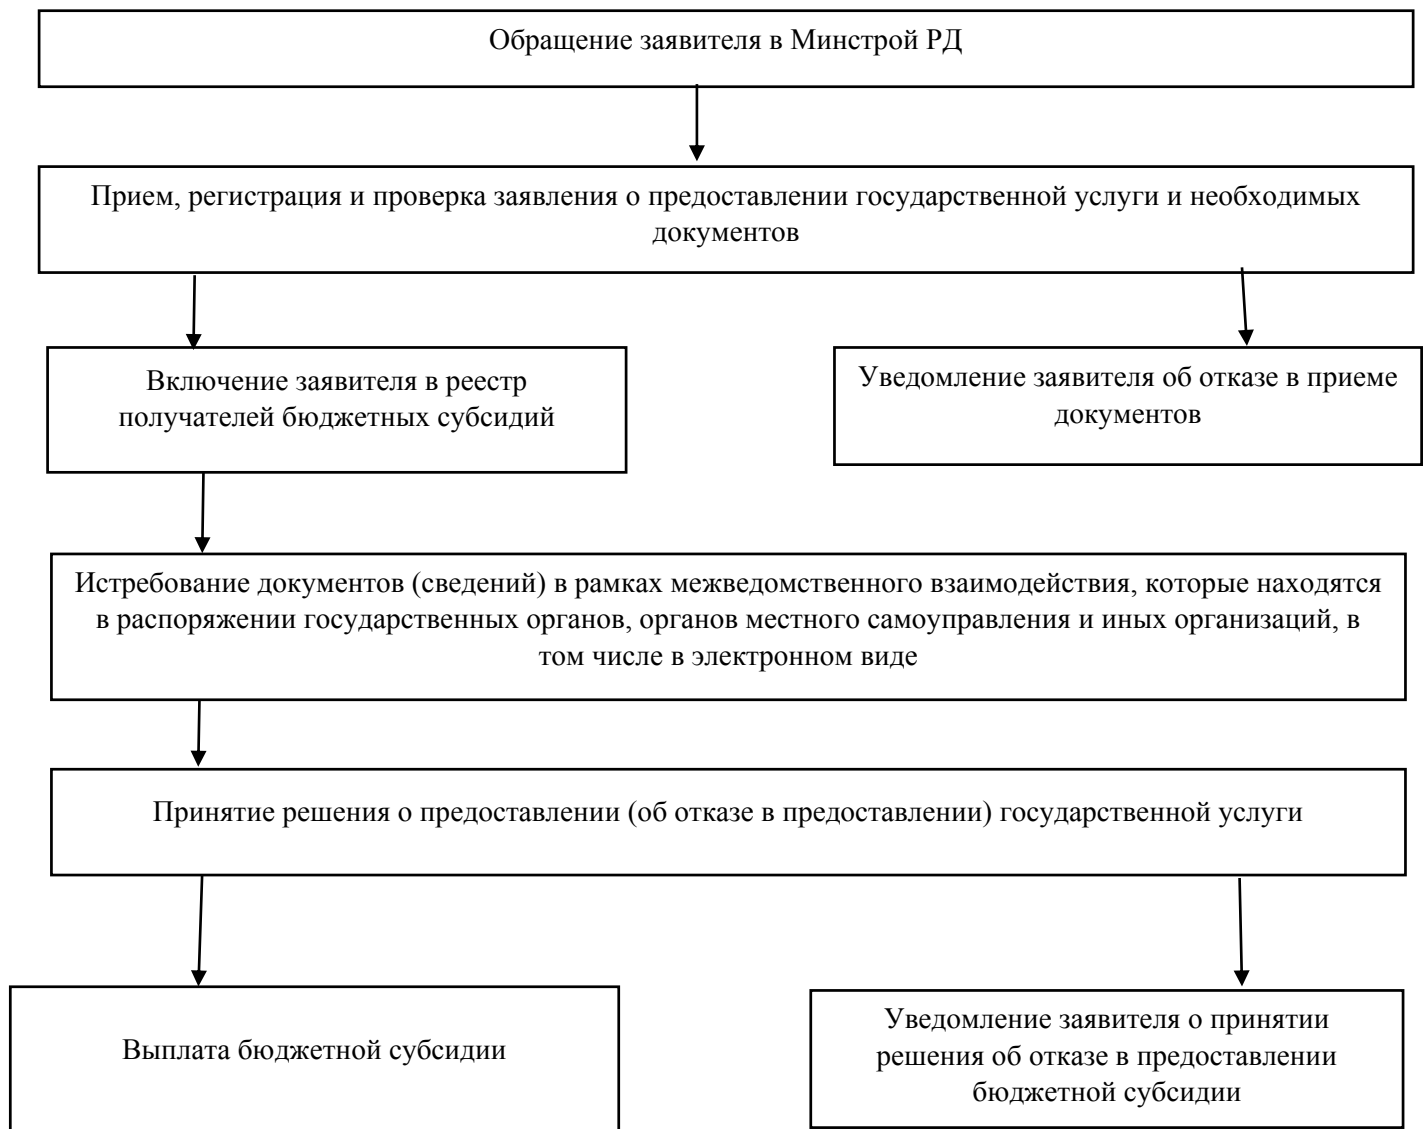 Обращение заявителя в Минстрой РД
Прием, регистрация и проверка заявления о предоставлении государственной услуги и необходимых
документов
Включение заявителя в реестр
получателей бюджетных субсидий
Уведомление заявителя об отказе в приеме
документов
Истребование документов (сведений) в рамках межведомственного взаимодействия, которые находятся
в распоряжении государственных органов, органов местного самоуправления и иных организаций, в
том числе в электронном виде
Принятие решения о предоставлении (об отказе в предоставлении) государственной услуги
Выплата бюджетной субсидии
Уведомление заявителя о принятии
решения об отказе в предоставлении
бюджетной субсидии